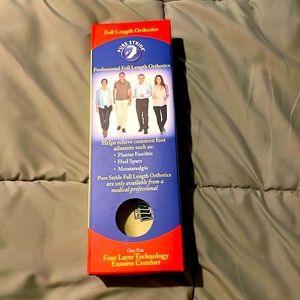 Full Length Orthotics
PURE STRIDE
Professional Full Length Orthotics
Helps relieve common foot
ailments such as:
• Plantar Fasciitis
• Heel Spurs
• Metatarsalgia
Pure Stride Full Length Orthotics
are only available from a
medical professional
One Pair
Four Layer Technology
Ensures Comfort